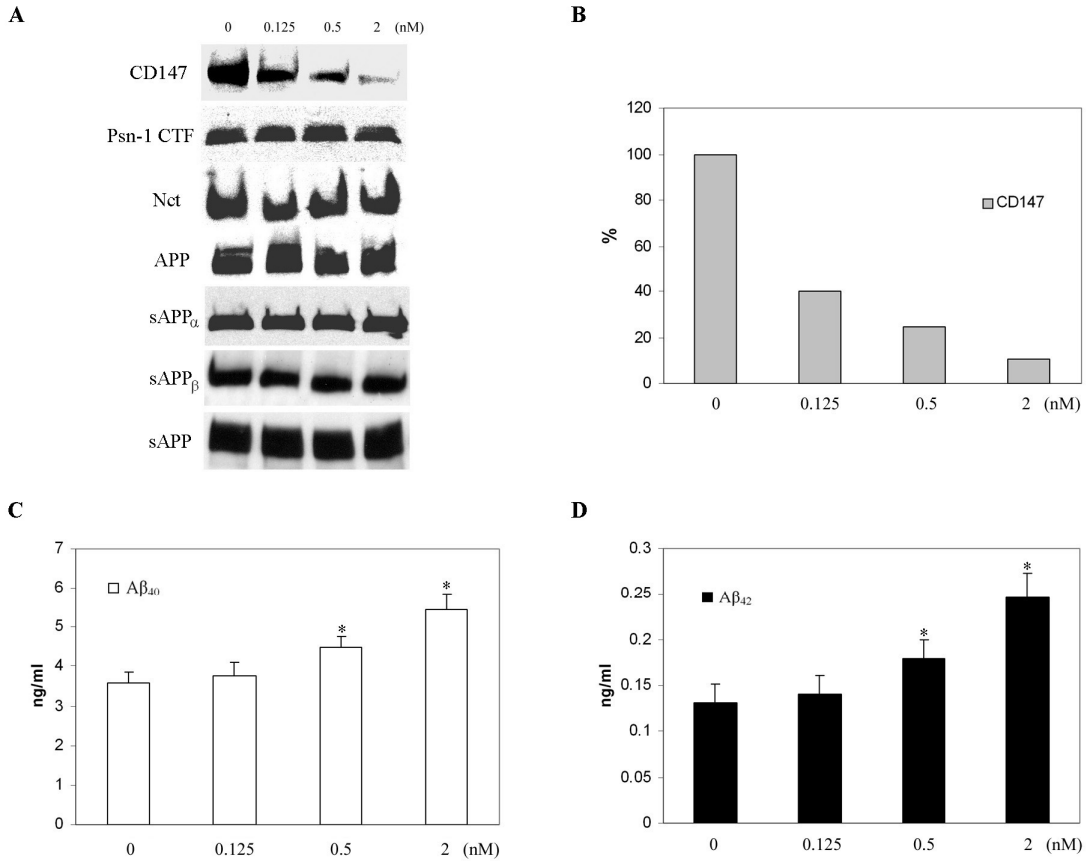 A
0 0.125 0.5 2 (nM)
CD147
Psn-1 CTF
Nct
APP
sAPPα
sAPPβ
sAPP
B
120
100
80
60
40
20
0
%
CD147
0 0.125 0.5 2 (nM)
C
7
6
5
4
3
2
1
0
ng/ml
Aβ40
*
*
0 0.125 0.5 2 (nM)
D
0.3
0.25
0.2
0.15
0.1
0.05
0
ng/ml
Aβ42
*
*
0 0.125 0.5 2 (nM)